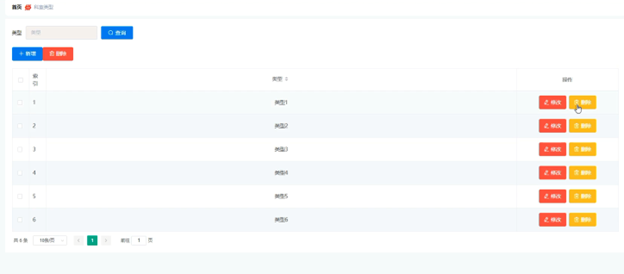 首页 权益类型
类型 类型 查询
新增 删除
索引 类型 操作
1 类型1 修改 删除
2 类型2 修改 删除
3 类型3 修改 删除
4 类型4 修改 删除
5 类型5 修改 删除
6 类型6 修改 删除
共 6 条 10条/页 1 前往 1 页